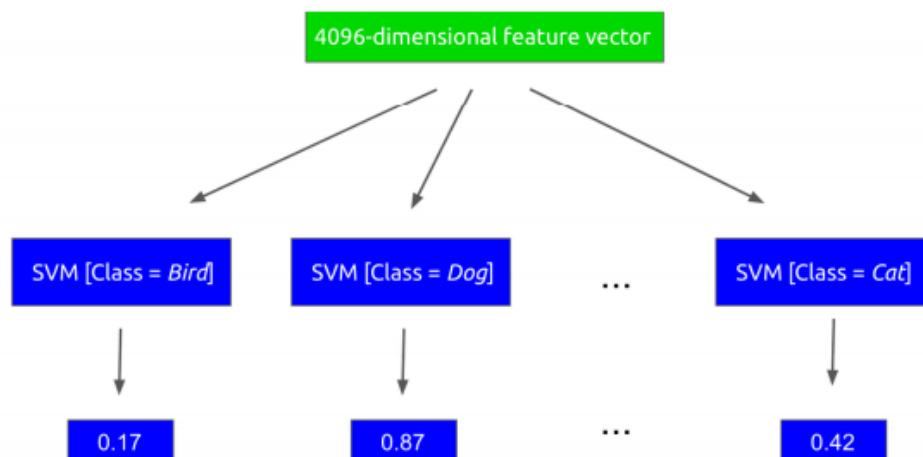 4096-dimensional feature vector
SVM [Class = Bird]
SVM [Class = Dog]
...
SVM [Class = Cat]
0.17
0.87
...
0.42